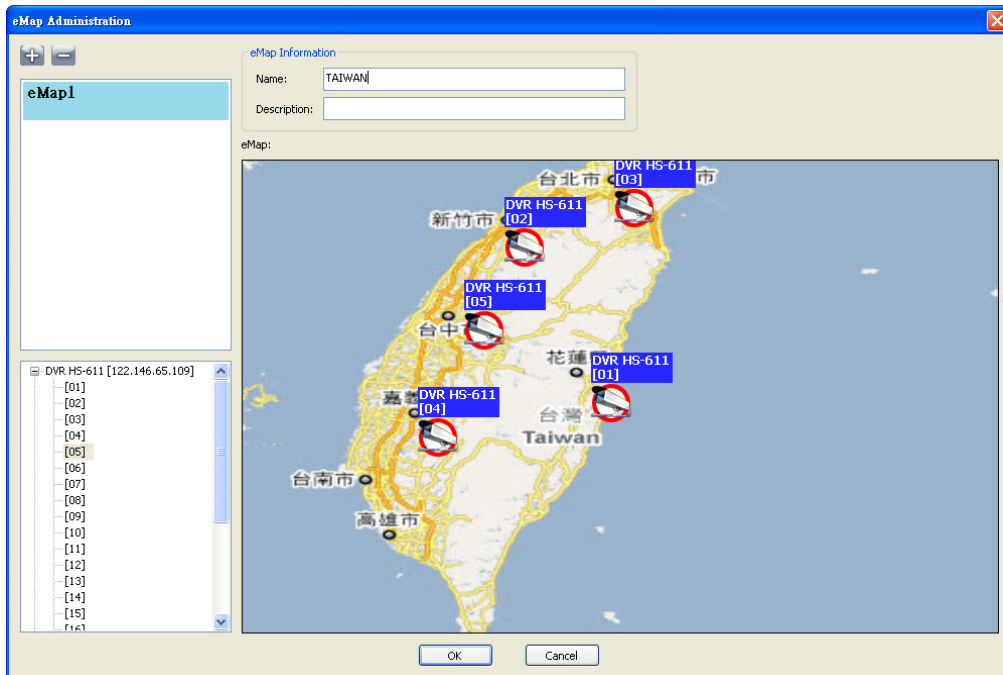 eMap Administration
eMap Information
Name:
TAIWAN
Description:
eMap1
eMap:
DVR HS-611
[03]
台北市
市
DVR HS-611
[02]
新竹市
DVR HS-611
[05]
台中
花蓮
DVR HS-611
[01]
DVR HS-611
[04]
嘉義
台灣
Taiwan
台南市
高雄市
DVR HS-611 [122.146.65.109]
[01]
[02]
[03]
[04]
[05]
[06]
[07]
[08]
[09]
[10]
[11]
[12]
[13]
[14]
[15]
[16]
OK
Cancel